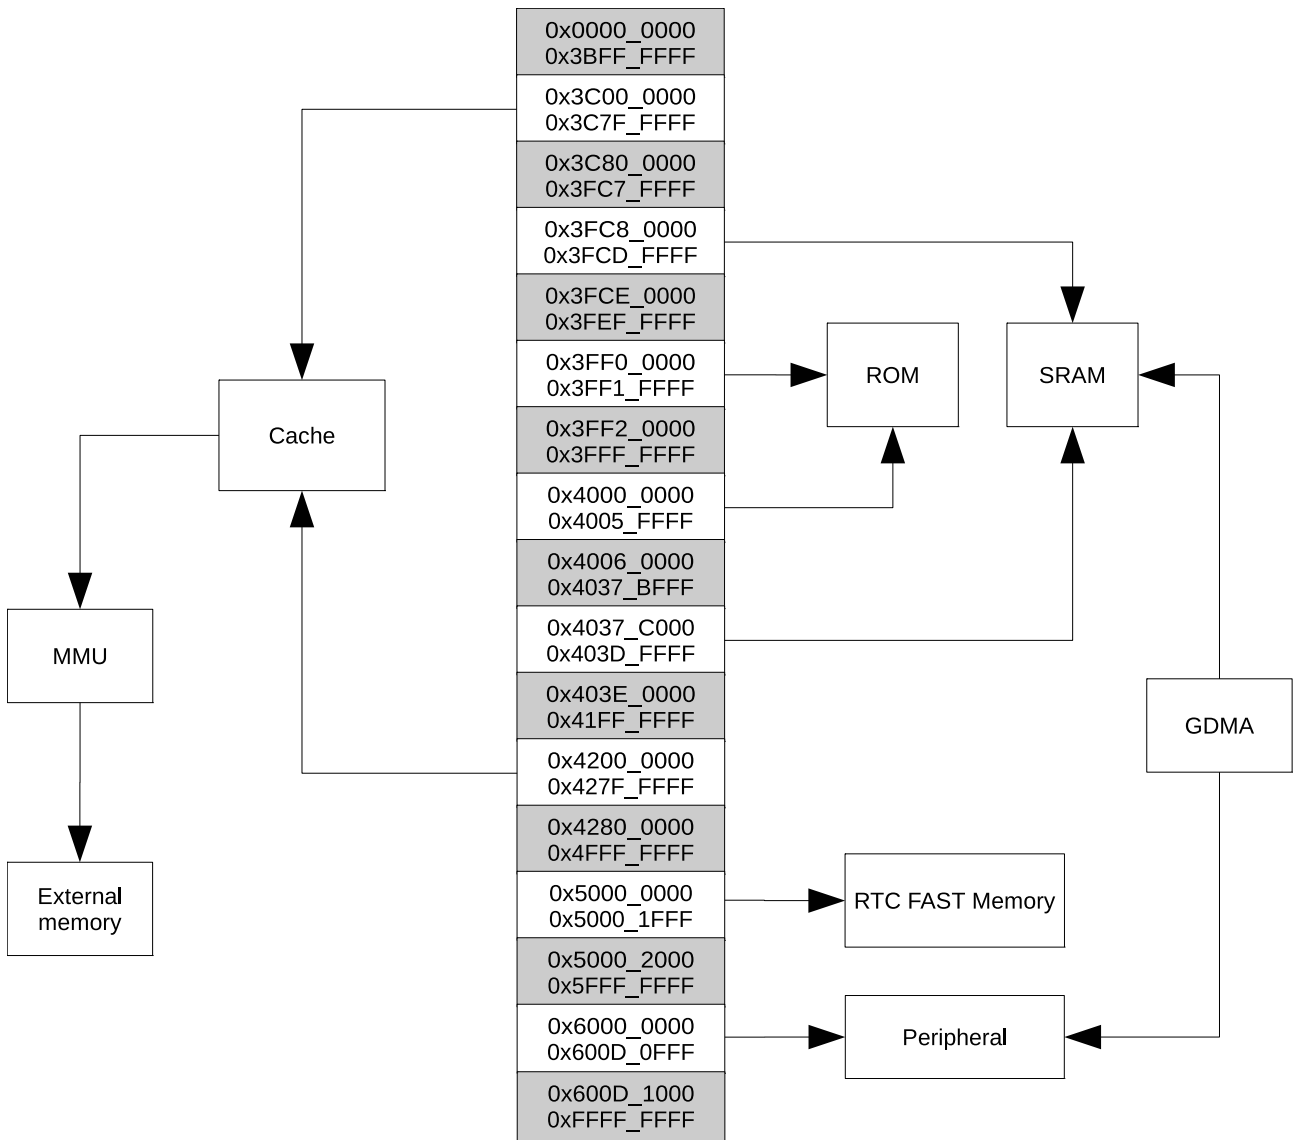 0x0000_0000
0x3BFF_FFFF
0x3C00_0000
0x3C7F_FFFF
0x3C80_0000
0x3FC7_FFFF
0x3FC8_0000
0x3FCD_FFFF
0x3FCE_0000
0x3FEF_FFFF
0x3FF0_0000
0x3FF1_FFFF
0x3FF2_0000
0x3FFF_FFFF
0x4000_0000
0x4005_FFFF
0x4006_0000
0x4037_BFFF
0x4037_C000
0x403D_FFFF
0x403E_0000
0x41FF_FFFF
0x4200_0000
0x427F_FFFF
0x4280_0000
0x4FFF_FFFF
0x5000_0000
0x5000_1FFF
0x5000_2000
0x5FFF_FFFF
0x6000_0000
0x600D_0FFF
0x600D_1000
0xFFFF_FFFF
Cache
MMU
External
memory
ROM
SRAM
GDMA
RTC FAST Memory
Peripheral